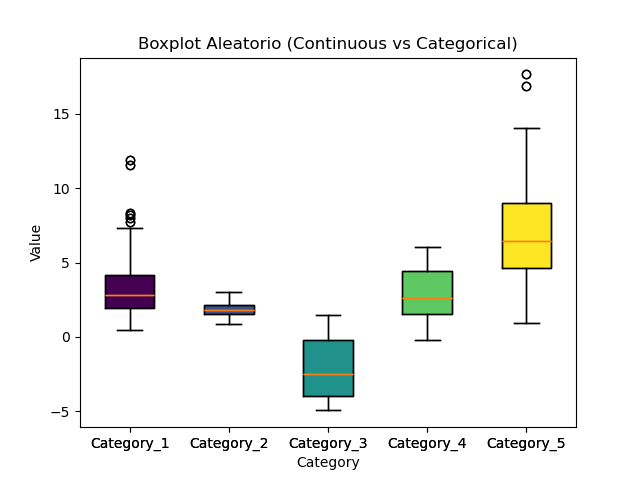 Boxplot Aleatorio (Continuous vs Categorical)
Value
15
10
5
0
−5
Category_1 Category_2 Category_3 Category_4 Category_5
Category